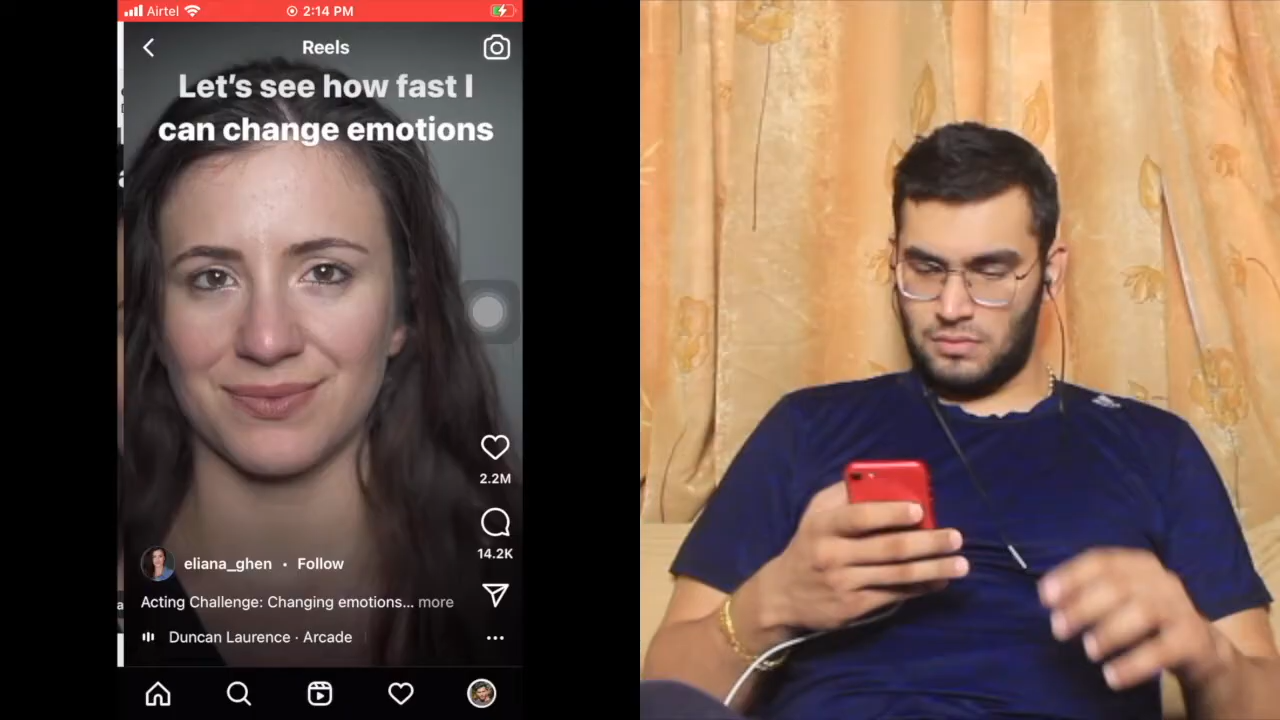 Airtel
2:14 PM
Reels
Let's see how fast I
can change emotions
2.2M
14.2K
eliana_ghen · Follow
Acting Challenge: Changing emotions... more
Duncan Laurence · Arcade